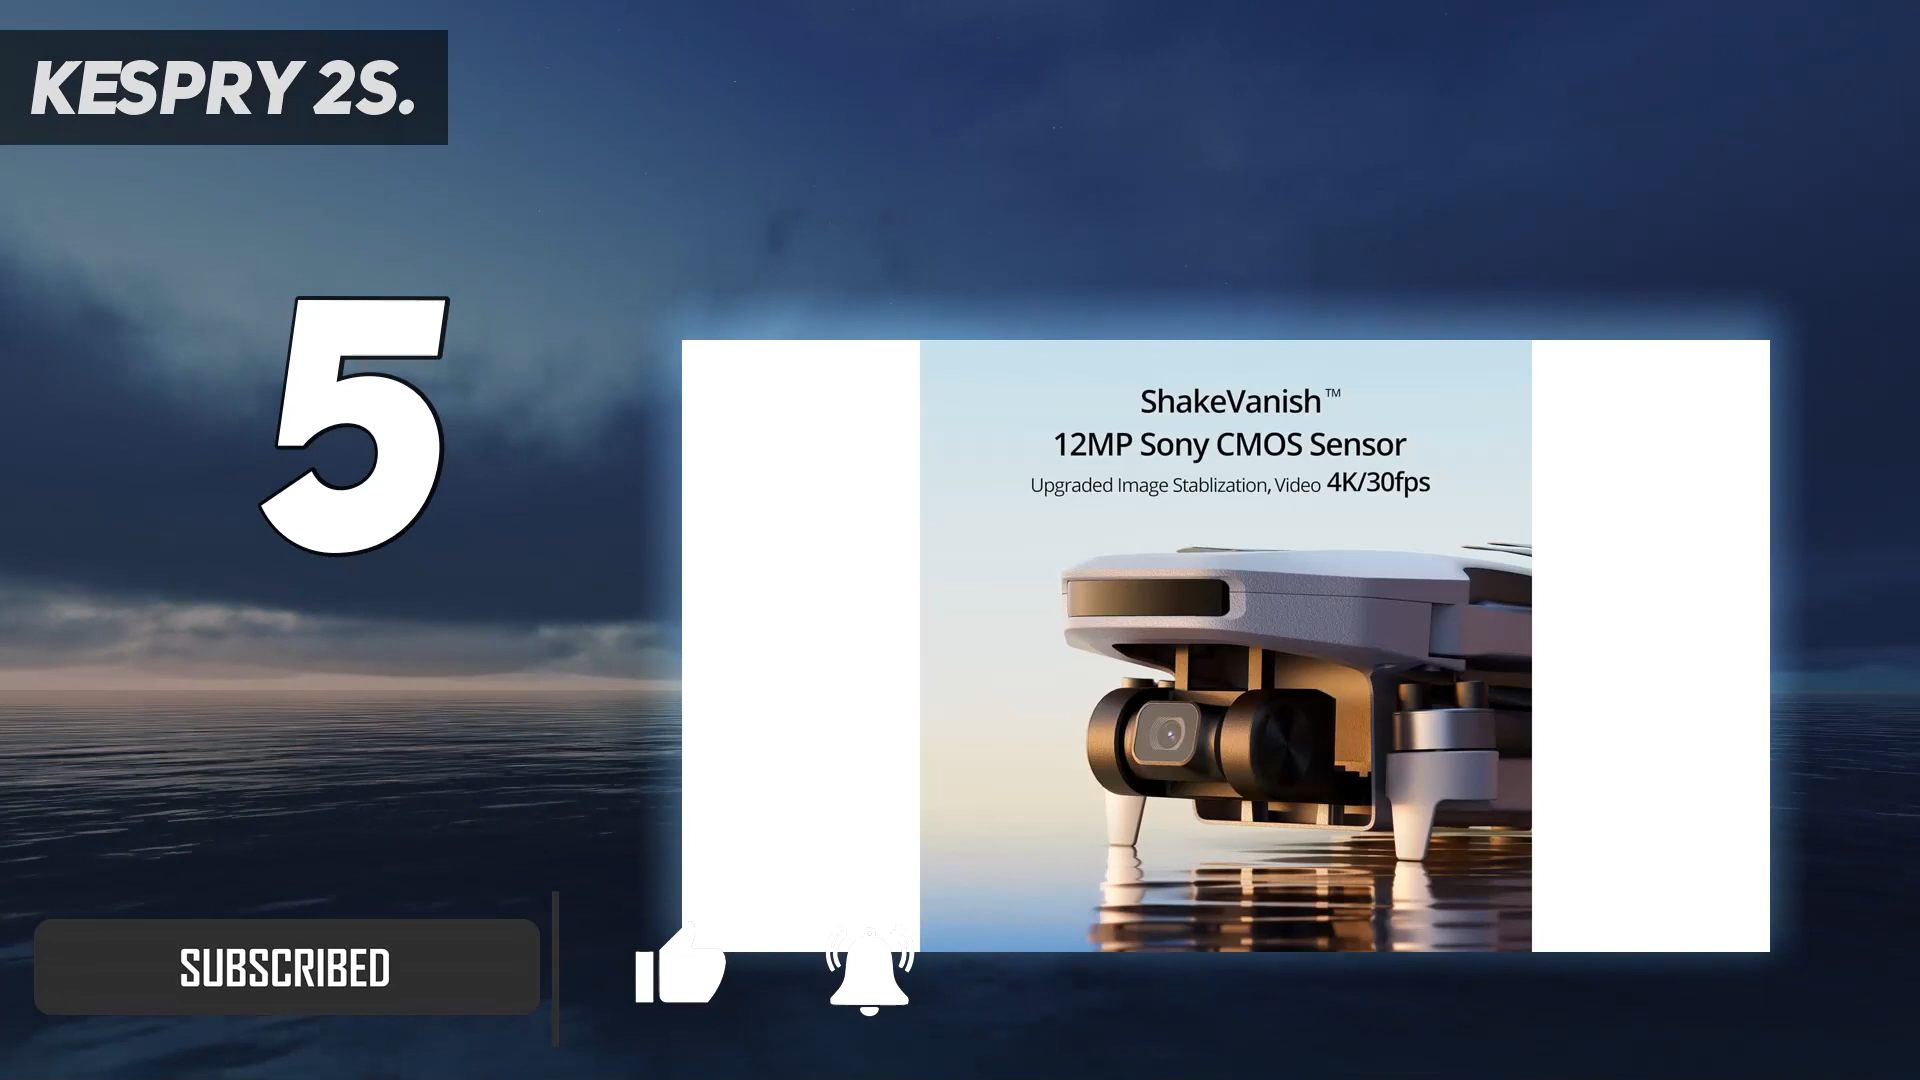 KESPRY 2S.
5
ShakeVanish™
12MP Sony CMOS Sensor
Upgraded Image Stablization, Video 4K/30fps
SUBSCRIBED